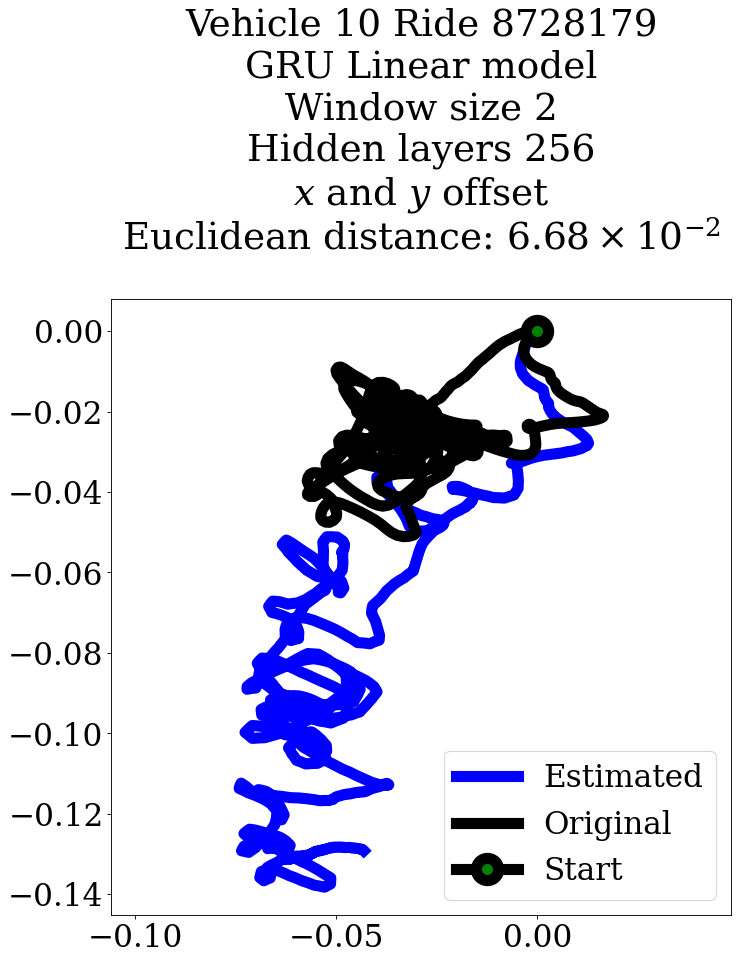 Vehicle 10 Ride 8728179
GRU Linear model
Window size 2
Hidden layers 256
x and y offset
Euclidean distance: 6.68 × 10⁻²
0.00
−0.02
−0.04
−0.06
−0.08
−0.10
−0.12
−0.14
Estimated
Original
Start
−0.10 −0.05 0.00